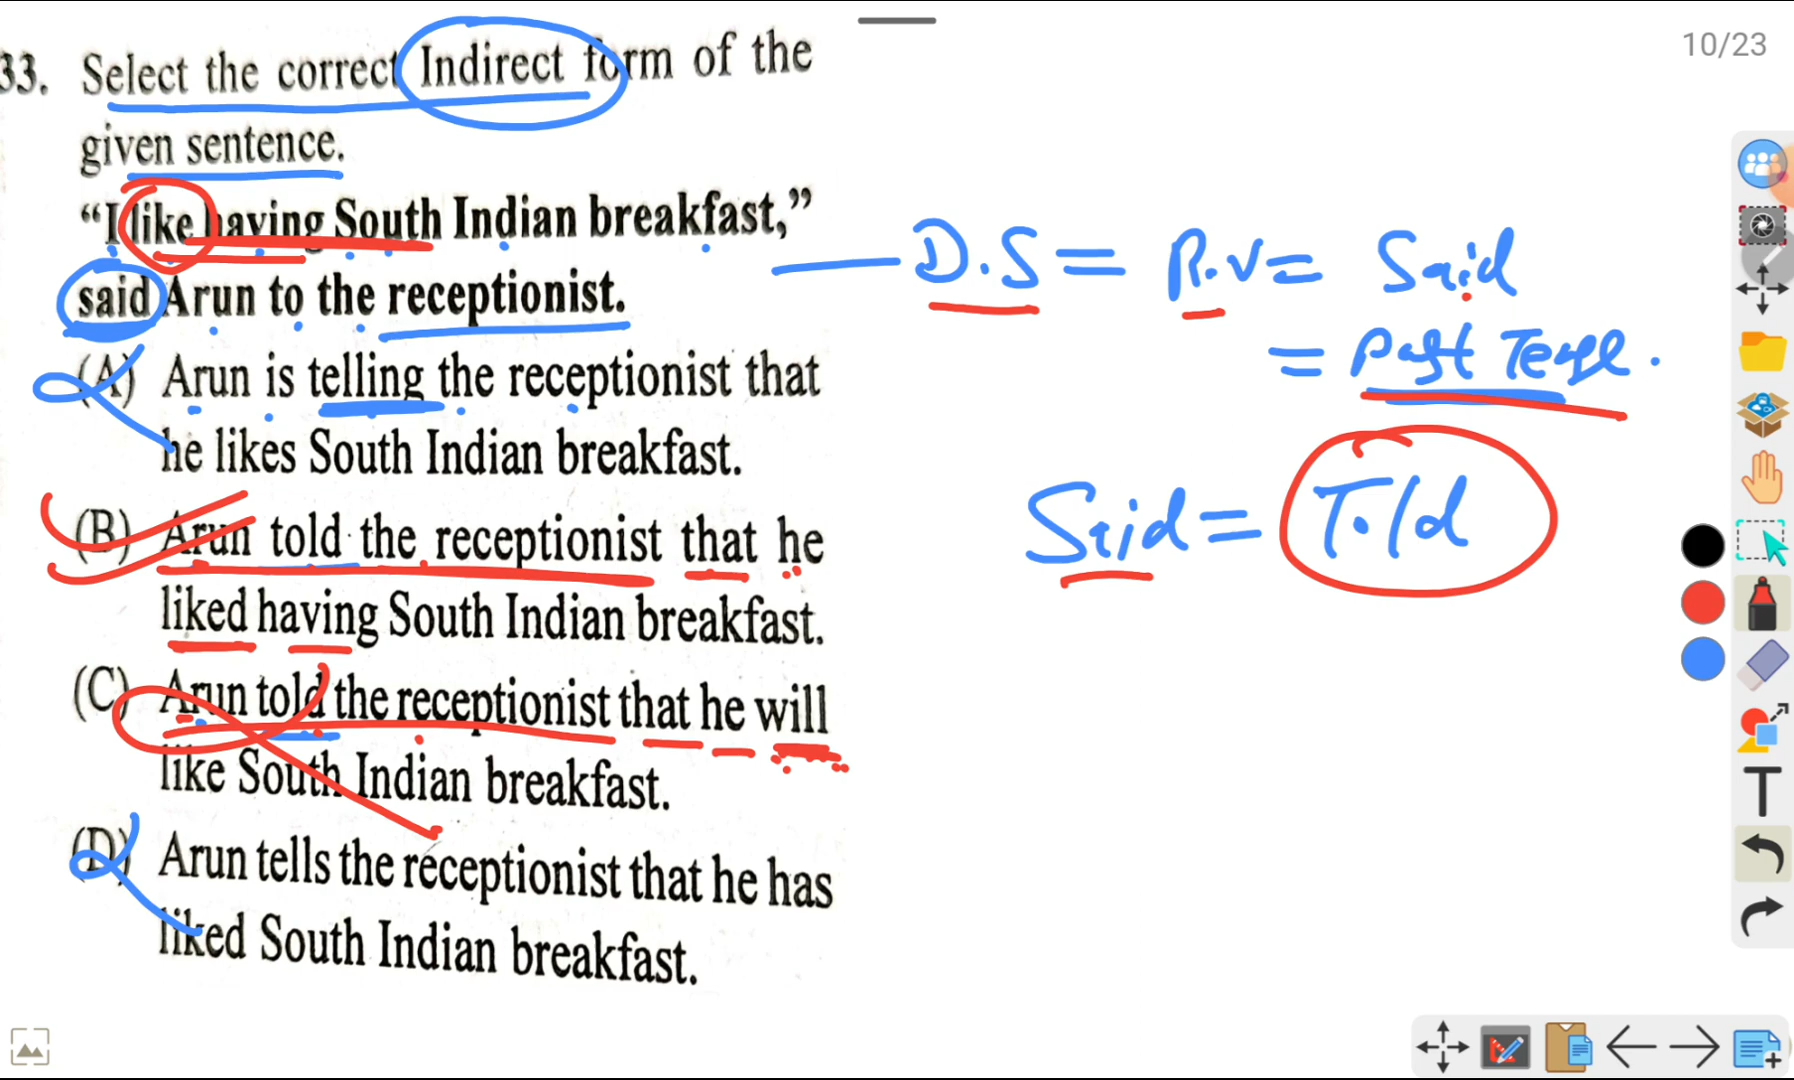 10/23
33. Select the correct Indirect form of the
given sentence.
“I like having South Indian breakfast,”
said Arun to the receptionist.
(A) Arun is telling the receptionist that
he likes South Indian breakfast.
(B) Arun told the receptionist that he
liked having South Indian breakfast.
(C) Arun told the receptionist that he will
like South Indian breakfast.
(D) Arun tells the receptionist that he has
liked South Indian breakfast.
D.S = R.V = Said
= Past Tense.
Said = Told